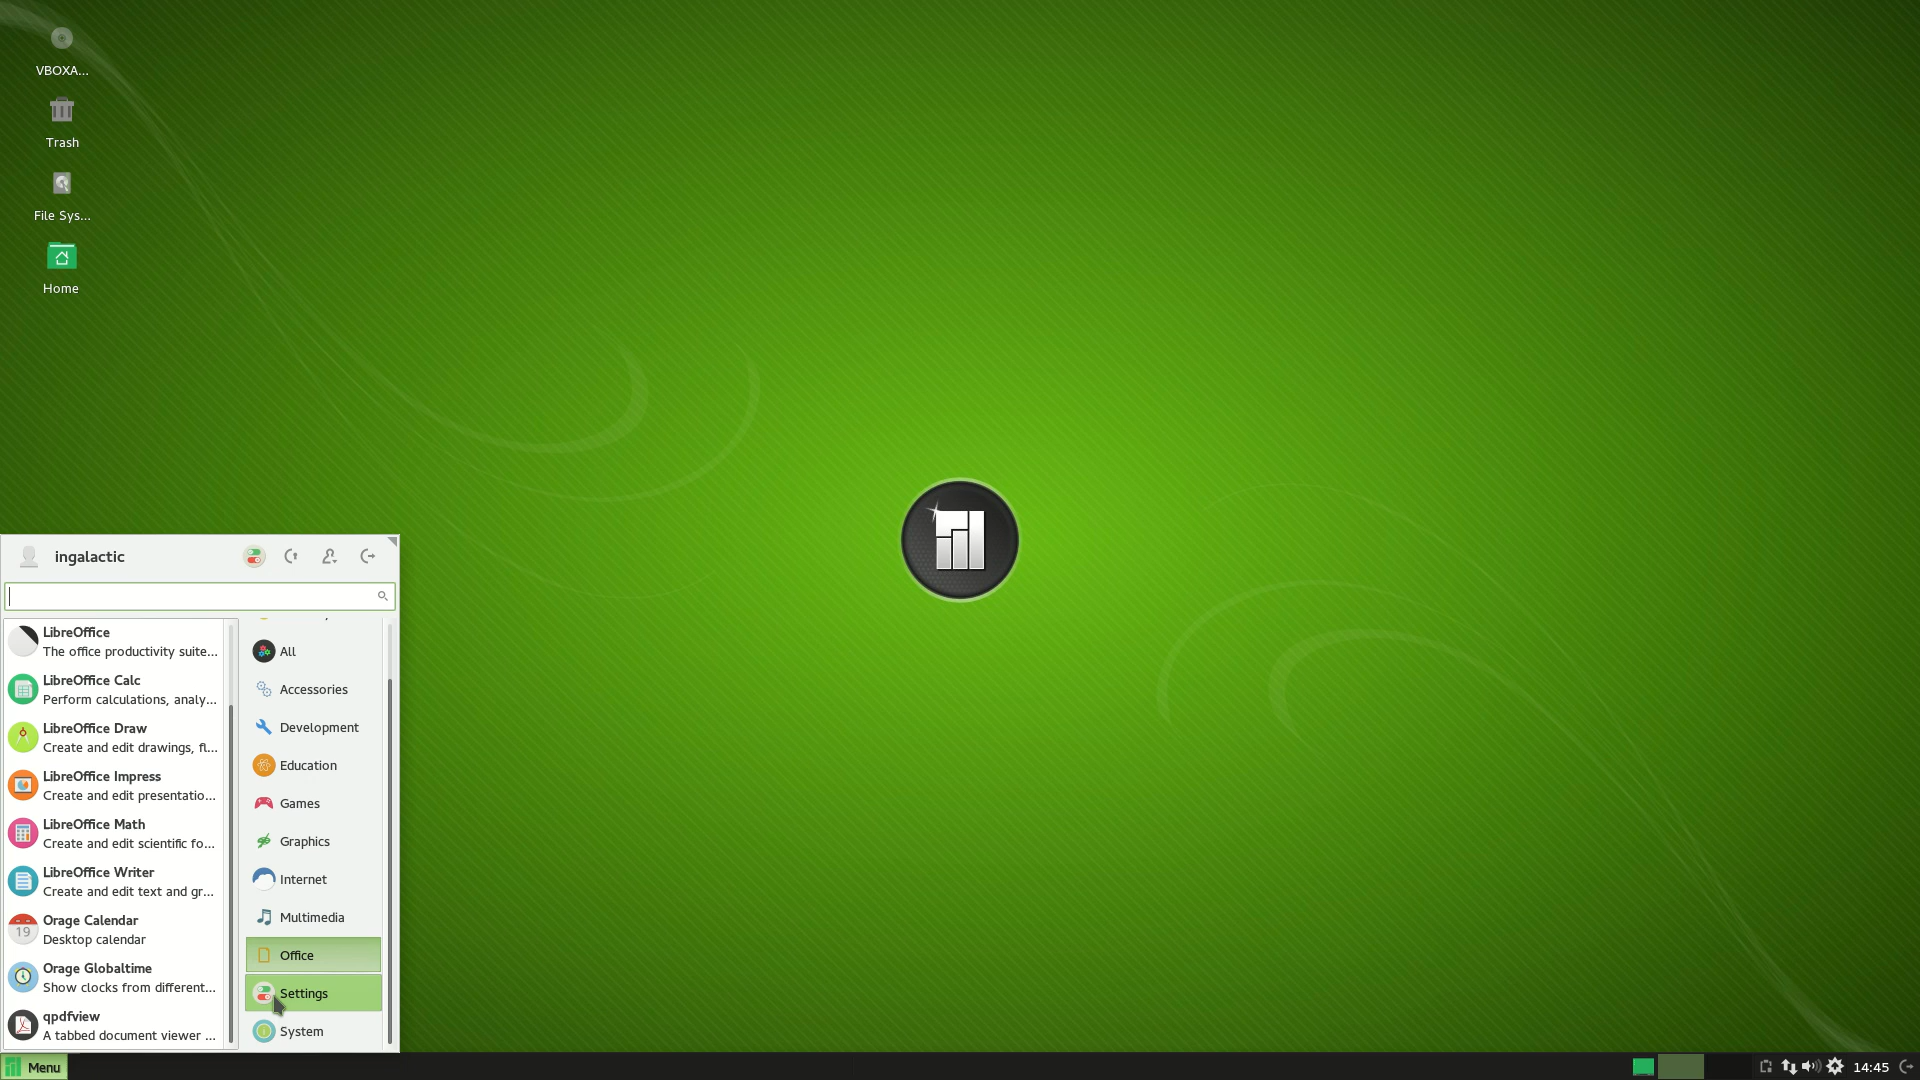 VBOXA...
Trash
File Sys...
Home
ingalactic
LibreOffice
The office productivity suite...
LibreOffice Calc
Perform calculations, analy...
LibreOffice Draw
Create and edit drawings, fl...
LibreOffice Impress
Create and edit presentatio...
LibreOffice Math
Create and edit scientific fo...
LibreOffice Writer
Create and edit text and gr...
19
Orage Calendar
Desktop calendar
Orage Globaltime
Show clocks from different...
qpdfview
A tabbed document viewer ...
All
Accessories
Development
Education
Games
Graphics
Internet
Multimedia
Office
Settings
System
Menu
14:45